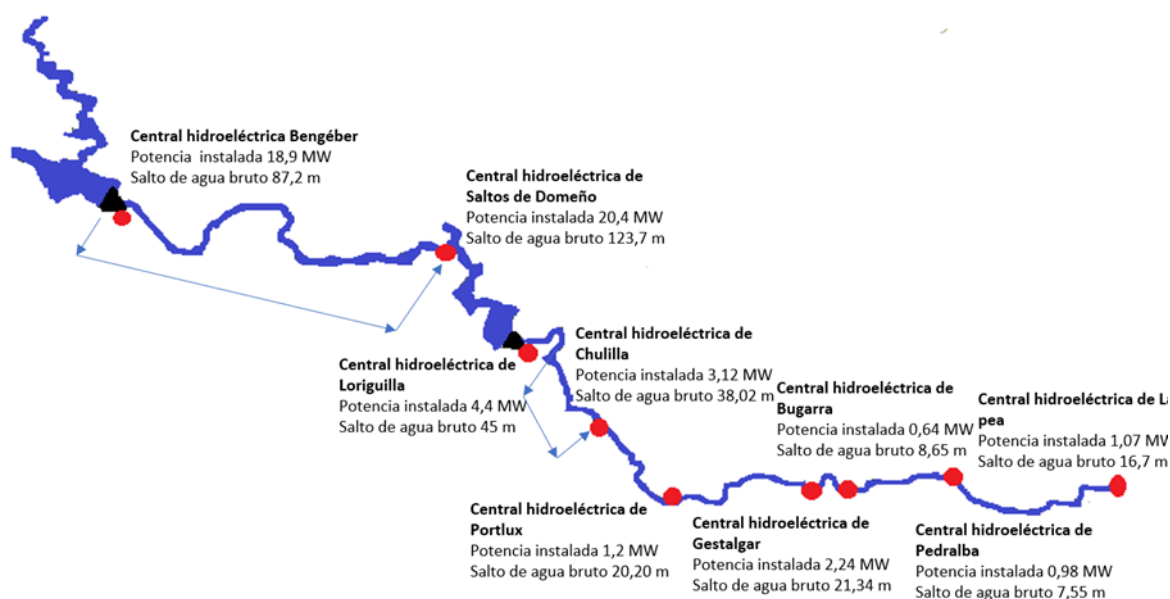 Central hidroeléctrica Bengéber
Potencia instalada 18,9 MW
Salto de agua bruto 87,2 m
Central hidroeléctrica de
Saltos de Domeño
Potencia instalada 20,4 MW
Salto de agua bruto 123,7 m
Central hidroeléctrica de
Loriguilla
Potencia instalada 4,4 MW
Salto de agua bruto 45 m
Central hidroeléctrica de
Chulilla
Potencia instalada 3,12 MW
Salto de agua bruto 38,02 m
Central hidroeléctrica de
Bugarra
Potencia instalada 0,64 MW
Salto de agua bruto 8,65 m
Central hidroeléctrica de La
pea
Potencia instalada 1,07 MW
Salto de agua bruto 16,7 m
Central hidroeléctrica de
Portlux
Potencia instalada 1,2 MW
Salto de agua bruto 20,20 m
Central hidroeléctrica de
Gestalgar
Potencia instalada 2,24 MW
Salto de agua bruto 21,34 m
Central hidroeléctrica de
Pedralba
Potencia instalada 0,98 MW
Salto de agua bruto 7,55 m